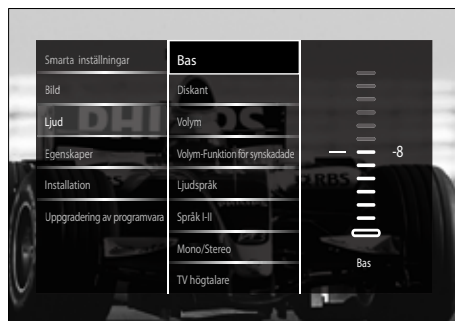 Smarta inställningar
Bild
Ljud
Egenskaper
Installation
Uppgradering av programvara
Bas
Diskant
Volym
Volym-Funktion för synskadade
Ljudspråk
Språk I-II
Mono/Stereo
TV högtalare
-8
Bas